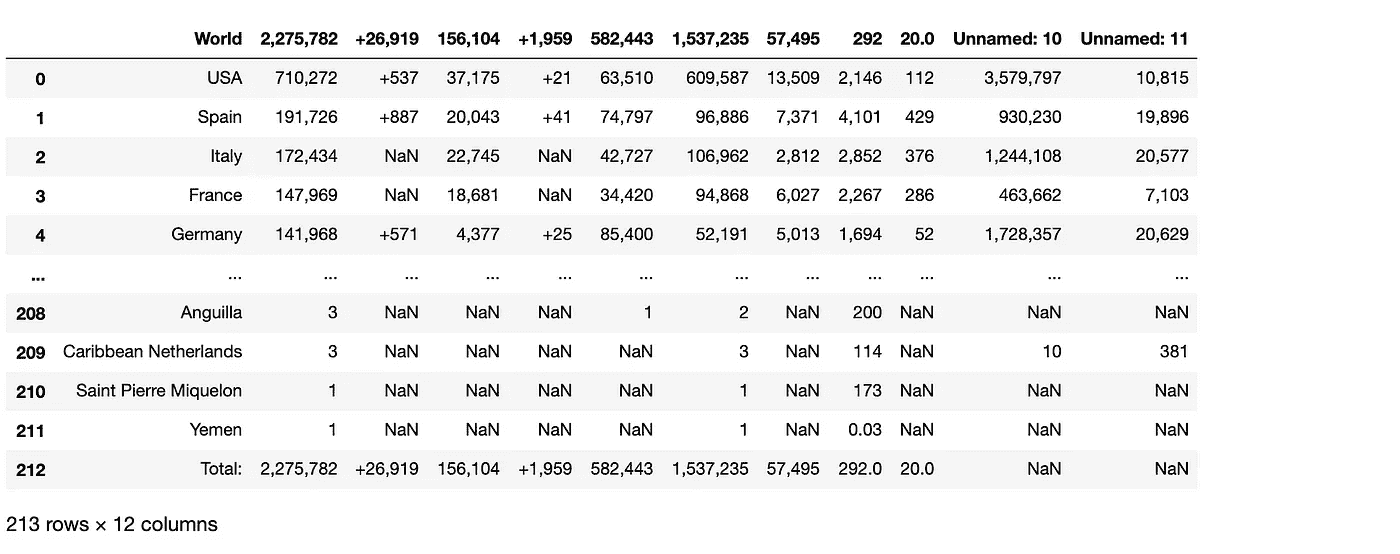 World 2,275,782 +26,919 156,104 +1,959 582,443 1,537,235 57,495 292 20.0 Unnamed: 10 Unnamed: 11
0 USA 710,272 +537 37,175 +21 63,510 609,587 13,509 2,146 112 3,579,797 10,815
1 Spain 191,726 +887 20,043 +41 74,797 96,886 7,371 4,101 429 930,230 19,896
2 Italy 172,434 NaN 22,745 NaN 42,727 106,962 2,812 2,852 376 1,244,108 20,577
3 France 147,969 NaN 18,681 NaN 34,420 94,868 6,027 2,267 286 463,662 7,103
4 Germany 141,968 +571 4,377 +25 85,400 52,191 5,013 1,694 52 1,728,357 20,629
... ... ... ... ... ... ... ... ... ... ... ... ...
208 Anguilla 3 NaN NaN NaN 1 2 NaN 200 NaN NaN NaN
209 Caribbean Netherlands 3 NaN NaN NaN NaN 3 NaN 114 NaN 10 381
210 Saint Pierre Miquelon 1 NaN NaN NaN NaN 1 NaN 173 NaN NaN NaN
211 Yemen 1 NaN NaN NaN NaN 1 NaN 0.03 NaN NaN NaN
212 Total: 2,275,782 +26,919 156,104 +1,959 582,443 1,537,235 57,495 292.0 20.0 NaN NaN
213 rows × 12 columns